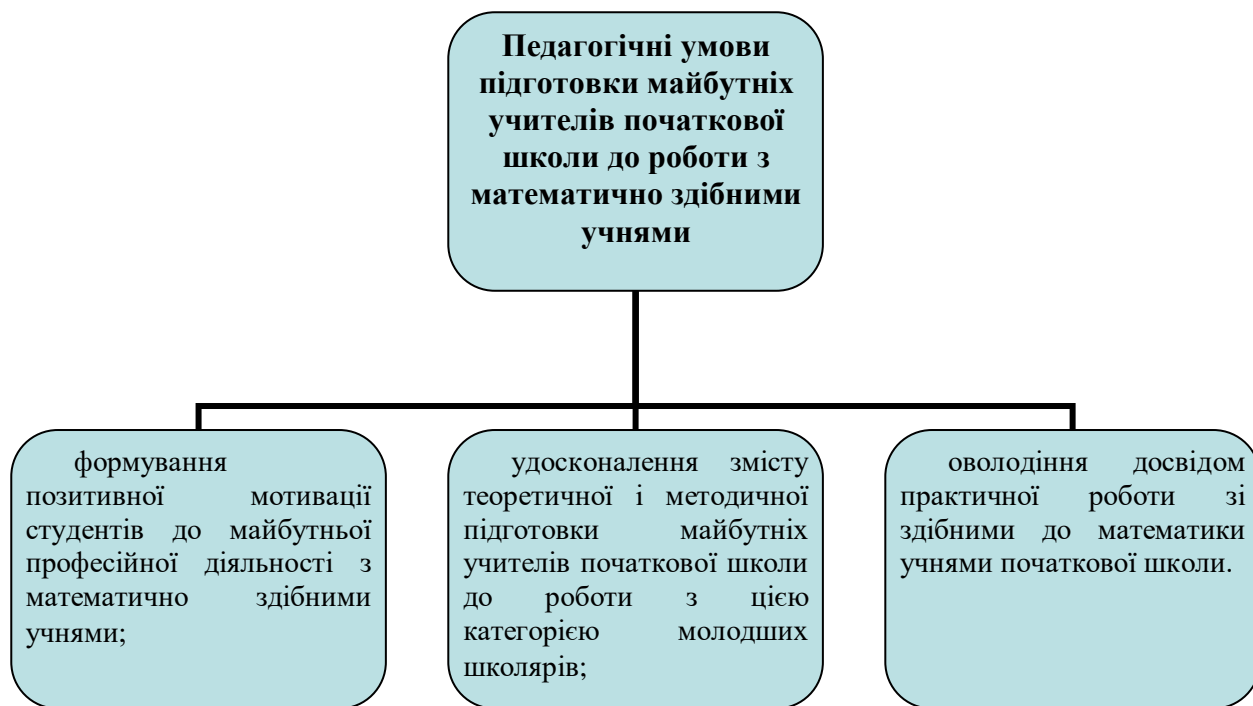 Педагогічні умови
підготовки майбутніх
учителів початкової
школи до роботи з
математично здібними
учнями
формування
позитивної мотивації
студентів до майбутньої
професійної діяльності з
математично здібними
учнями;
удосконалення змісту
теоретичної і методичної
підготовки майбутніх
учителів початкової школи
до роботи з цією
категорією молодших
школярів;
оволодіння досвідом
практичної роботи зі
здібними до математики
учнями початкової школи.